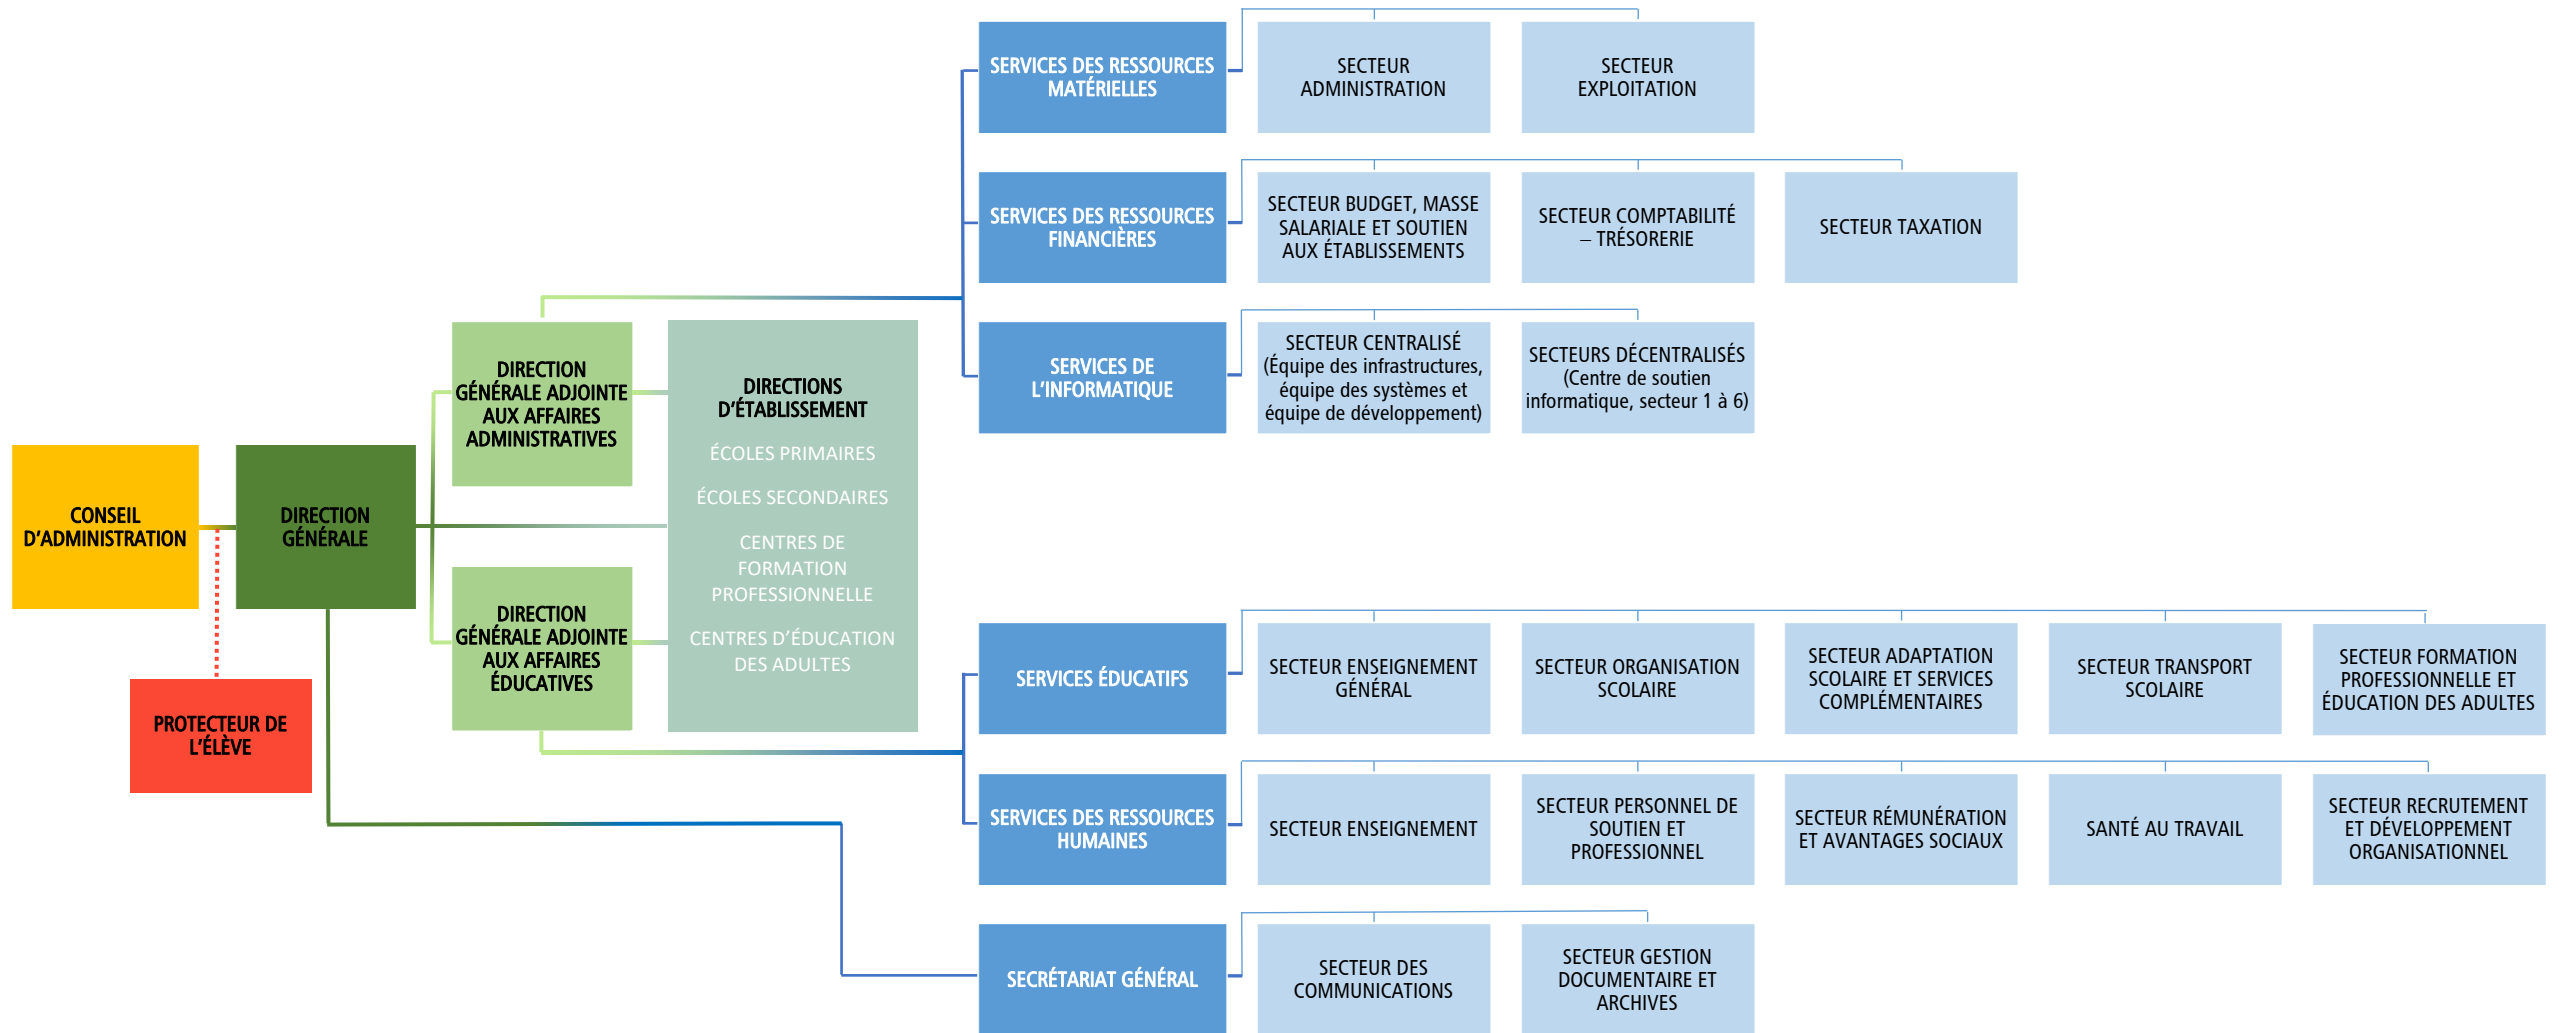 CONSEIL
D'ADMINISTRATION
PROTECTEUR DE
L'ÉLÈVE
DIRECTION
GÉNÉRALE
DIRECTION
GÉNÉRALE ADJOINTE
AUX AFFAIRES
ADMINISTRATIVES
DIRECTION
GÉNÉRALE ADJOINTE
AUX AFFAIRES
ÉDUCATIVES
DIRECTIONS
D'ÉTABLISSEMENT
ÉCOLES PRIMAIRES
ÉCOLES SECONDAIRES
CENTRES DE
FORMATION
PROFESSIONNELLE
CENTRES D'ÉDUCATION
DES ADULTES
SERVICES DES RESSOURCES
MATÉRIELLES
SECTEUR
ADMINISTRATION
SECTEUR
EXPLOITATION
SERVICES DES RESSOURCES
FINANCIÈRES
SECTEUR BUDGET, MASSE
SALARIALE ET SOUTIEN
AUX ÉTABLISSEMENTS
SECTEUR COMPTABILITÉ
– TRÉSORERIE
SECTEUR TAXATION
SERVICES DE
L'INFORMATIQUE
SECTEUR CENTRALISÉ
(Équipe des infrastructures,
équipe des systèmes et
équipe de développement)
SECTEURS DÉCENTRALISÉS
(Centre de soutien
informatique, secteur 1 à 6)
SERVICES ÉDUCATIFS
SECTEUR ENSEIGNEMENT
GÉNÉRAL
SECTEUR ORGANISATION
SCOLAIRE
SECTEUR ADAPTATION
SCOLAIRE ET SERVICES
COMPLÉMENTAIRES
SECTEUR TRANSPORT
SCOLAIRE
SECTEUR FORMATION
PROFESSIONNELLE ET
ÉDUCATION DES ADULTES
SERVICES DES RESSOURCES
HUMAINES
SECTEUR ENSEIGNEMENT
SECTEUR PERSONNEL DE
SOUTIEN ET
PROFESSIONNEL
SECTEUR RÉMUNÉRATION
ET AVANTAGES SOCIAUX
SANTÉ AU TRAVAIL
SECTEUR RECRUTEMENT
ET DÉVELOPPEMENT
ORGANISATIONNEL
SECRÉTARIAT GÉNÉRAL
SECTEUR DES
COMMUNICATIONS
SECTEUR GESTION
DOCUMENTAIRE ET
ARCHIVES